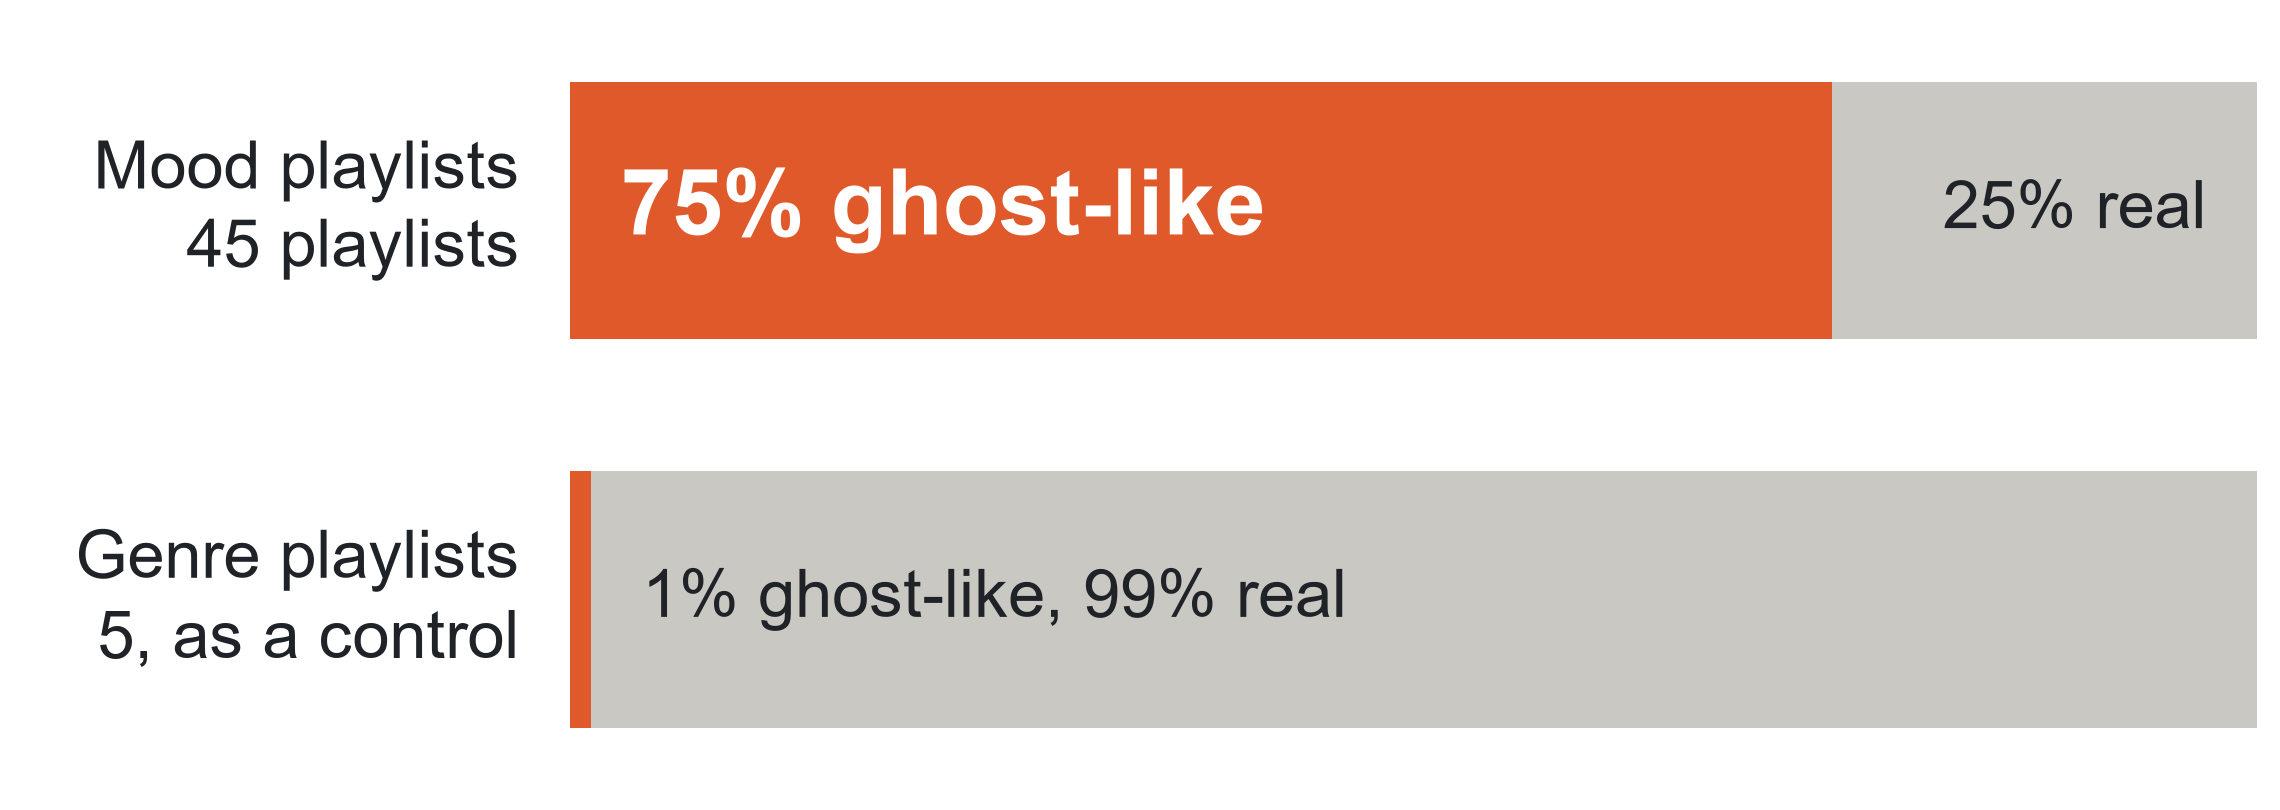 Mood playlists
45 playlists
75% ghost-like
25% real
Genre playlists
5, as a control
1% ghost-like, 99% real